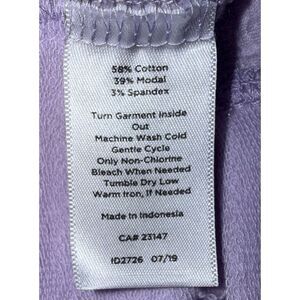 58% Cotton
39% Modal
3% Spandex
Turn Garment Inside
Out
Machine Wash Cold
Gentle Cycle
Only Non-Chlorine
Bleach When Needed
Tumble Dry Low
Warm Iron, If Needed
Made in Indonesia
CA# 23147
ID2726 07/19